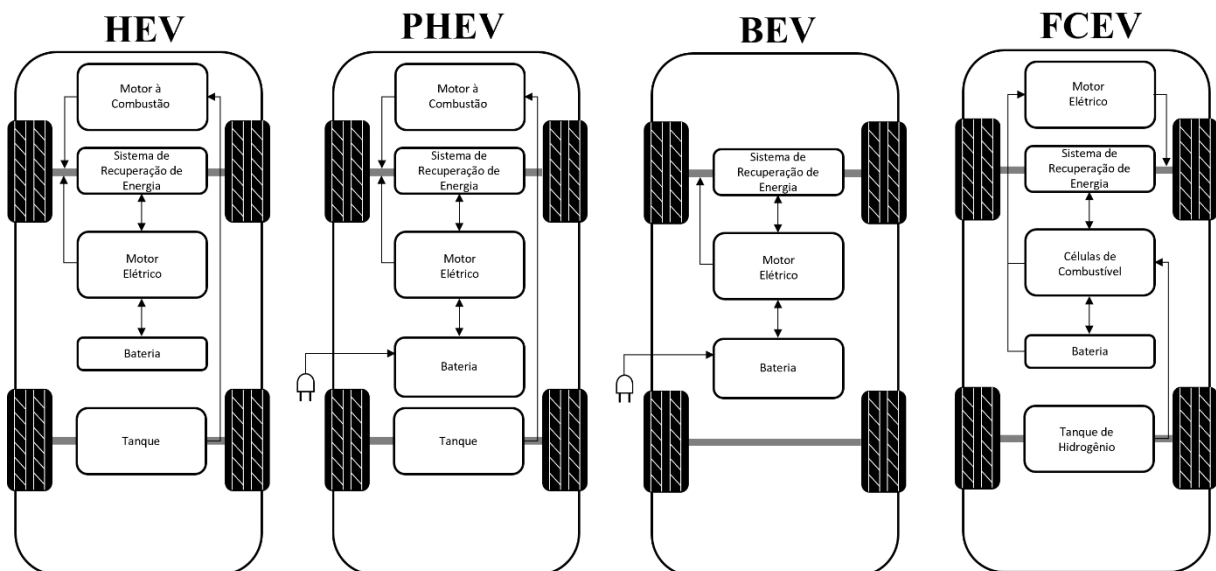 HEV
Motor à
Combustão
Sistema de
Recuperação de
Energia
Motor
Elétrico
Bateria
Tanque
PHEV
Motor à
Combustão
Sistema de
Recuperação de
Energia
Motor
Elétrico
Bateria
Tanque
BEV
Sistema de
Recuperação de
Energia
Motor
Elétrico
Bateria
FCEV
Motor
Elétrico
Sistema de
Recuperação de
Energia
Células de
Combustível
Bateria
Tanque de
Hidrogênio